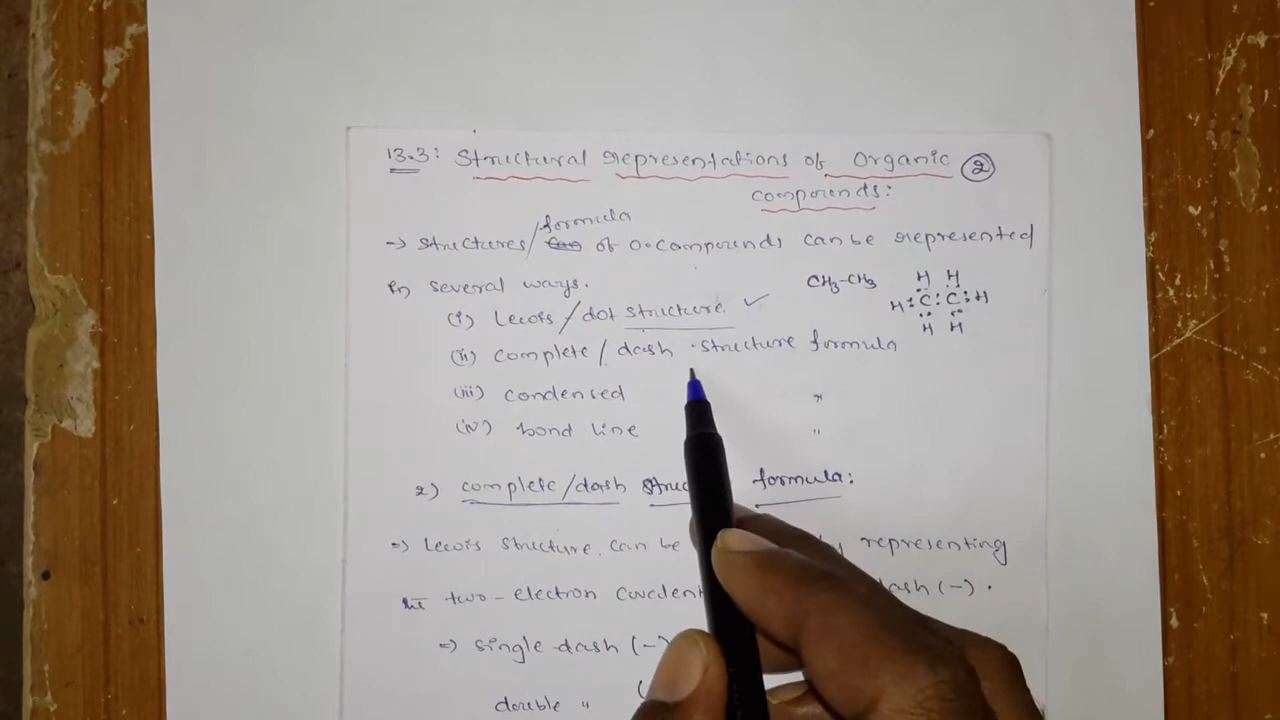 13.3: Structural representations of Organic (2)
compounds:
→ Structures/formula of o.compounds can be represented
in several ways.
CH3-CH3
H H
H : C : C : H
H H
(i) Lewis / dot structure. ✓
(ii) complete / dash structure formula
(iii) condensed "
(iv) bond line "
2) complete/dash formula:
⇒ Lewis structure. can be representing
two-electron covalent dash (-).
⇒ single dash (-)
double "